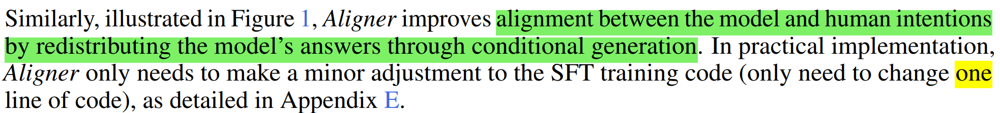 Similarly, illustrated in Figure 1, Aligner improves alignment between the model and human intentions
by redistributing the model’s answers through conditional generation. In practical implementation,
Aligner only needs to make a minor adjustment to the SFT training code (only need to change one
line of code), as detailed in Appendix E.